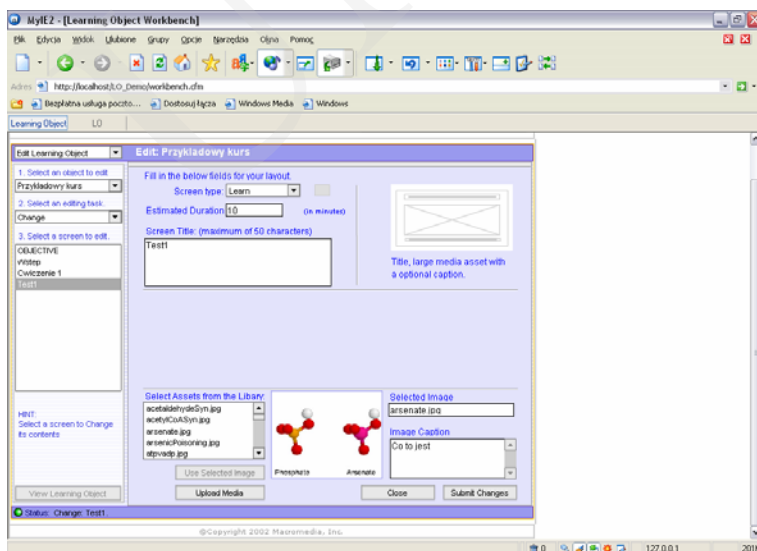 MyIE2 - [Learning Object Workbench]
Plik Edycja Widok Ulubione Grupy Opcje Narzędzia Okna Pomoc
Adres http://localhost/LO_Demo/workbench.cfm
Bezpłatna usługa poczto... Dostosuj łącza Windows Media Windows
Learning Object LO
Edit Learning Object
Edit: Przykladowy kurs
1. Select an object to edit
Przykladowy kurs
2. Select an editing task.
Change
3. Select a screen to edit.
OBJECTIVE
Wstep
Cwiczenie 1
Test1
HINT:
Select a screen to Change
its contents
View Learning Object
Fill in the below fields for your layout.
Screen type: Learn
Estimated Duration 10 (in minutes)
Screen Title: (maximum of 50 characters)
Test1
Title, large media asset with
a optional caption.
Select Assets from the Libary
acetaldehydeSyn.jpg
acetylCoASyn.jpg
arsenate.jpg
arsenicPoisoning.jpg
atpvadp.jpg
Use Selected Image
Upload Media
Phosphate Arsenate
Selected Image
arsenate.jpg
Image Caption
Co to jest
Close Submit Changes
Status: Change: Test1.
©Copyright 2002 Macromedia, Inc.
0 127.0.0.1